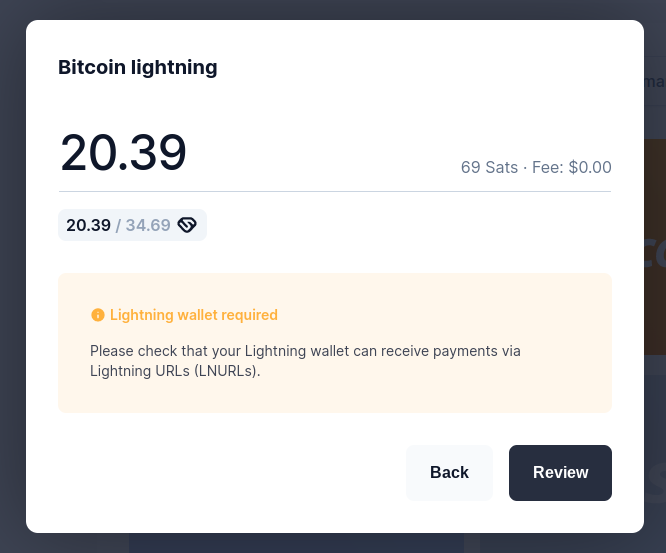 Bitcoin lightning
20.39
69 Sats · Fee: $0.00
20.39 / 34.69
Lightning wallet required
Please check that your Lightning wallet can receive payments via
Lightning URLs (LNURLs).
Back
Review